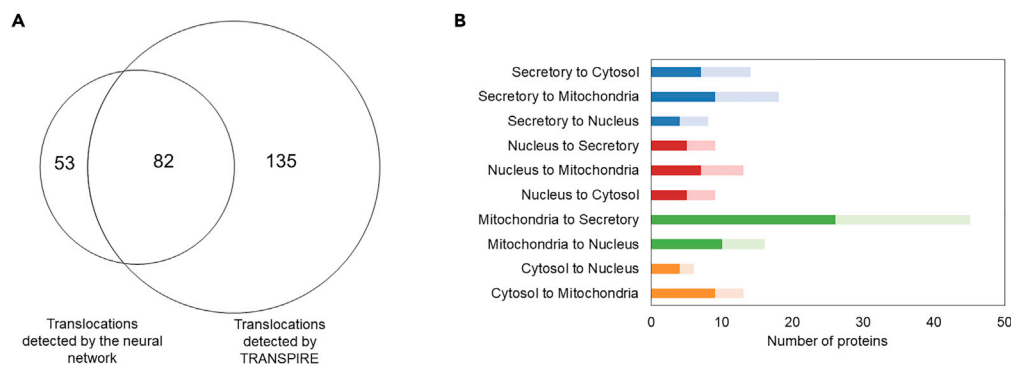 A
53
82
135
Translocations
detected by the neural
network
Translocations
detected by
TRANSPIRE
B
Secretory to Cytosol
Secretory to Mitochondria
Secretory to Nucleus
Nucleus to Secretory
Nucleus to Mitochondria
Nucleus to Cytosol
Mitochondria to Secretory
Mitochondria to Nucleus
Cytosol to Nucleus
Cytosol to Mitochondria
0 10 20 30 40 50
Number of proteins